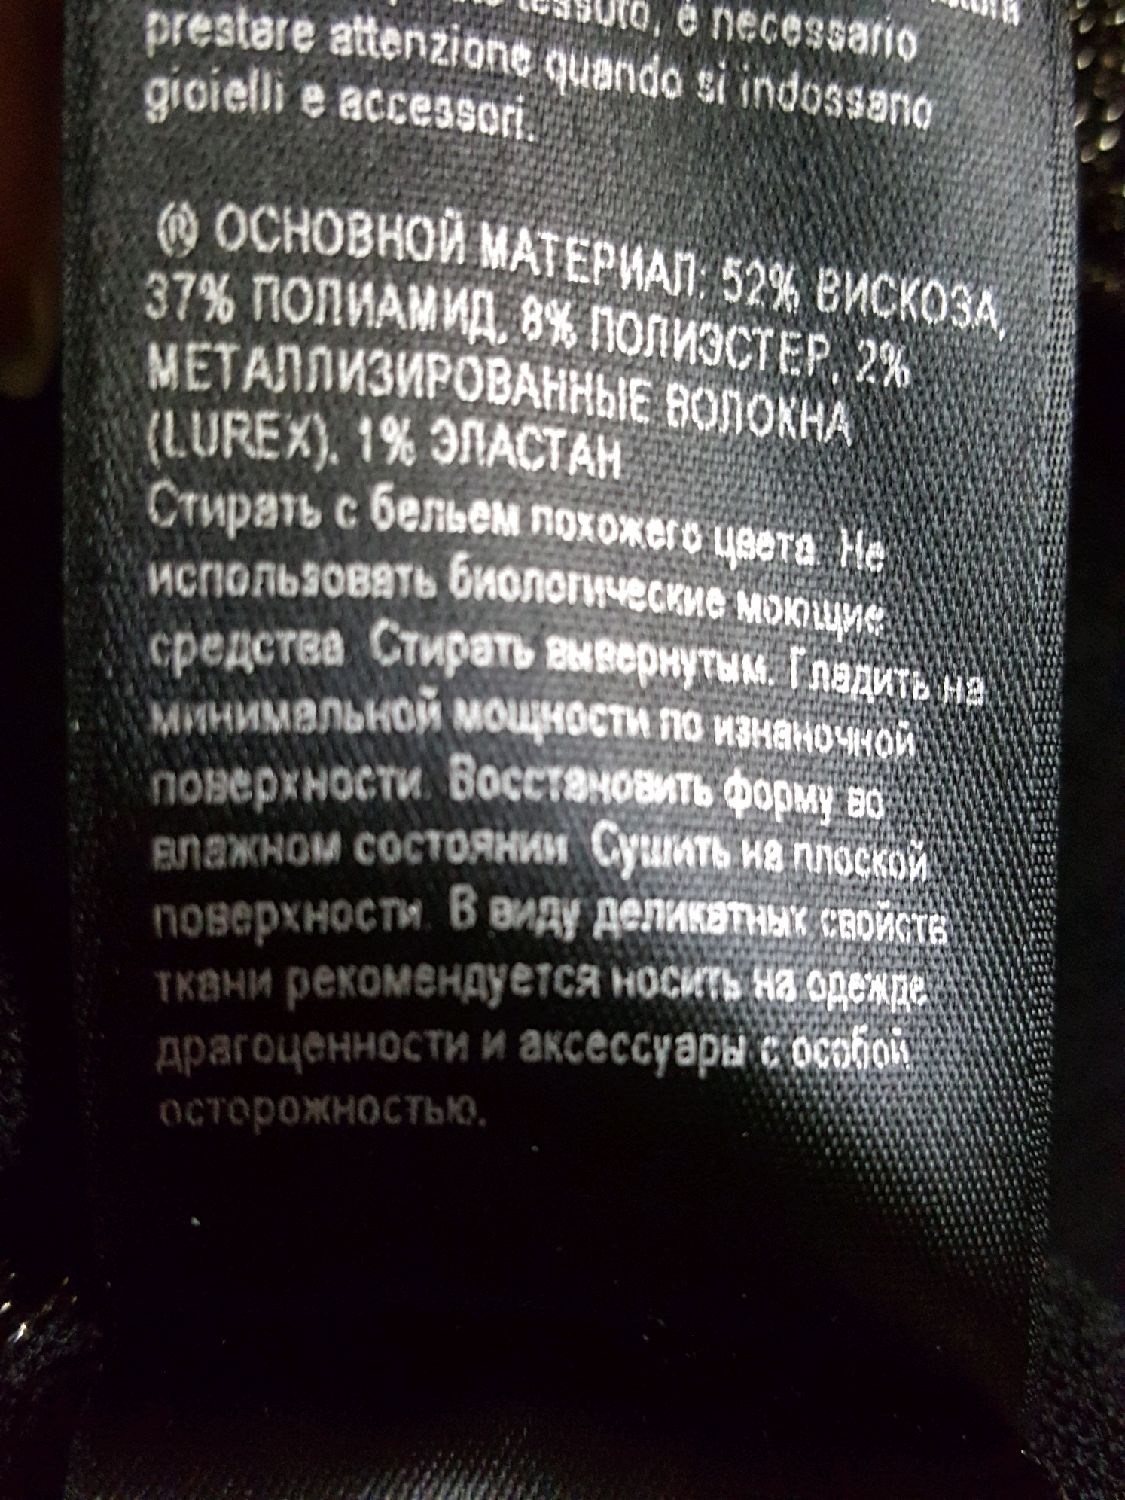 tessuto, è necessario
prestare attenzione quando si indossano
gioielli e accessori.
(R) ОСНОВНОЙ МАТЕРИАЛ: 52% ВИСКОЗА,
37% ПОЛИАМИД, 8% ПОЛИЭСТЕР, 2%
МЕТАЛЛИЗИРОВАННЫЕ ВОЛОКНА
(LUREX), 1% ЭЛАСТАН
Стирать с бельем похожего цвета. Не
использовать биологические моющие
средства. Стирать вывернутым. Гладить на
минимальной мощности по изнаночной
поверхности. Восстановить форму во
влажном состоянии. Сушить на плоской
поверхности. В виду деликатных свойств
ткани рекомендуется носить на одежде
драгоценности и аксессуары с особой
осторожностью.